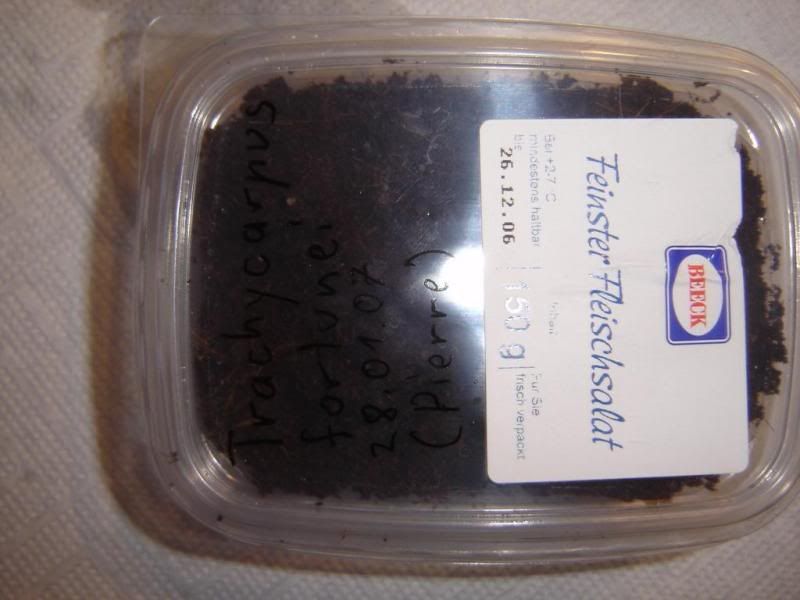 Feinster Fleischsalat
BEECK
Bei +2-7 °C
mindestens haltbar
bis
26.12.06
Inhalt
150 g
Für Sie
frisch verpackt
Trachycarpus
fortunei
28.01.07
(Pierre)